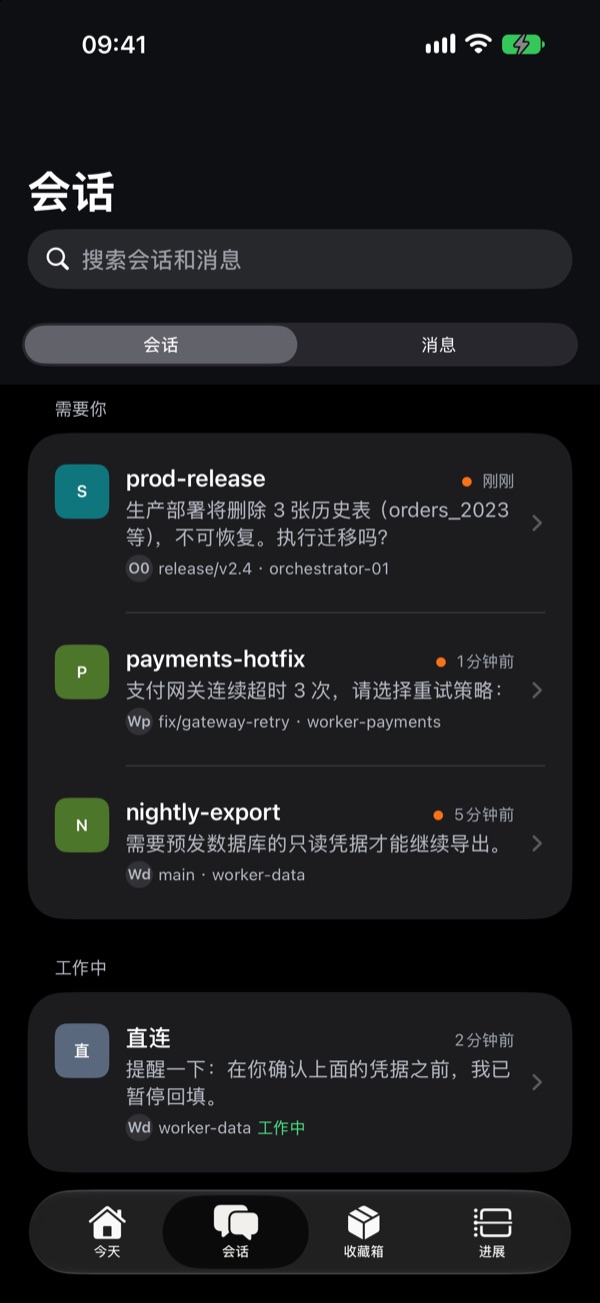 09:41
会话
搜索会话和消息
会话
消息
需要你
S
prod-release
刚刚
生产部署将删除 3 张历史表（orders_2023
等），不可恢复。执行迁移吗？
O0 release/v2.4 · orchestrator-01
P
payments-hotfix
1分钟前
支付网关连续超时 3 次，请选择重试策略：
Wp fix/gateway-retry · worker-payments
N
nightly-export
5分钟前
需要预发数据库的只读凭据才能继续导出。
Wd main · worker-data
工作中
直
直连
2分钟前
提醒一下：在你确认上面的凭据之前，我已
暂停回填。
Wd worker-data 工作中
今天
会话
收藏箱
进展